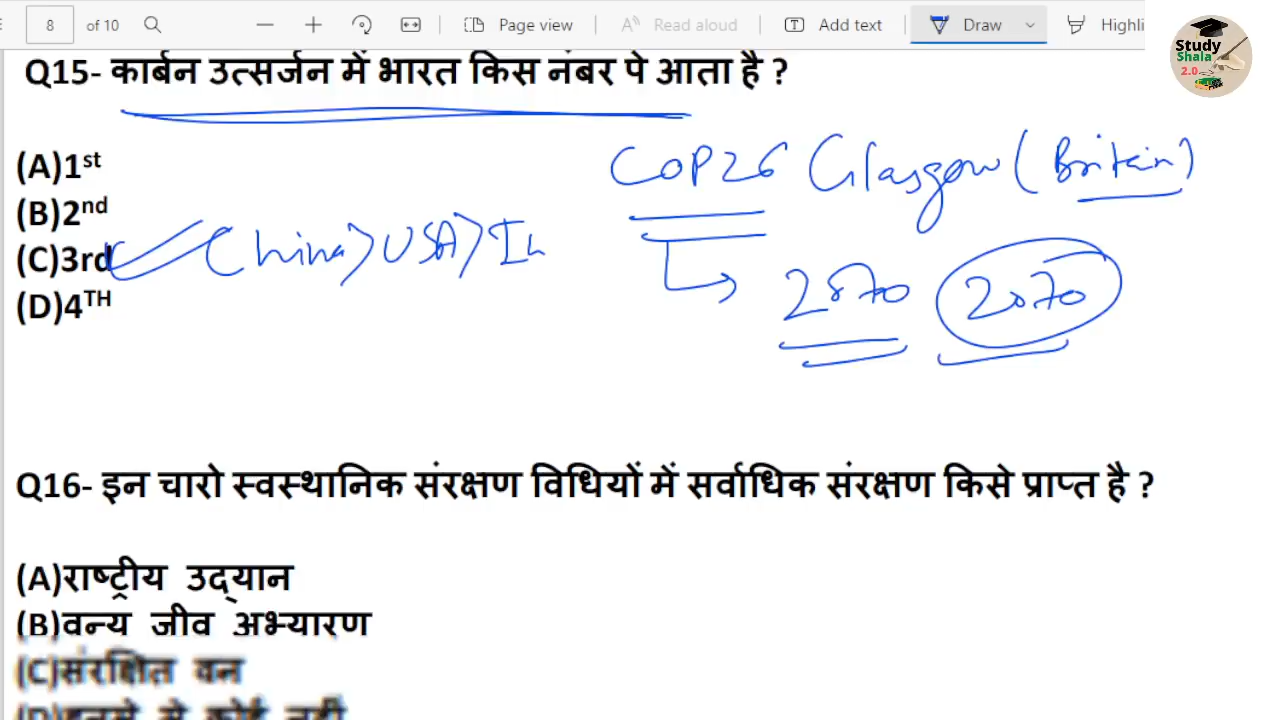 8 of 10 Page view Read aloud Add text Draw Highli
Study
Shala
2.0
Q15- कार्बन उत्सर्जन में भारत किस नंबर पे आता है ?
(A)1st
(B)2nd
(C)3rd
(D)4TH
China>USA>In
COP26 Glasgow (Britain)
2070 2070
Q16- इन चारो स्वस्थानिक संरक्षण विधियों में सर्वाधिक संरक्षण किसे प्राप्त है ?
(A)राष्ट्रीय उद्यान
(B)वन्य जीव अभ्यारण
(C)संरक्षित वन
(D)इनमे से कोई नहीं